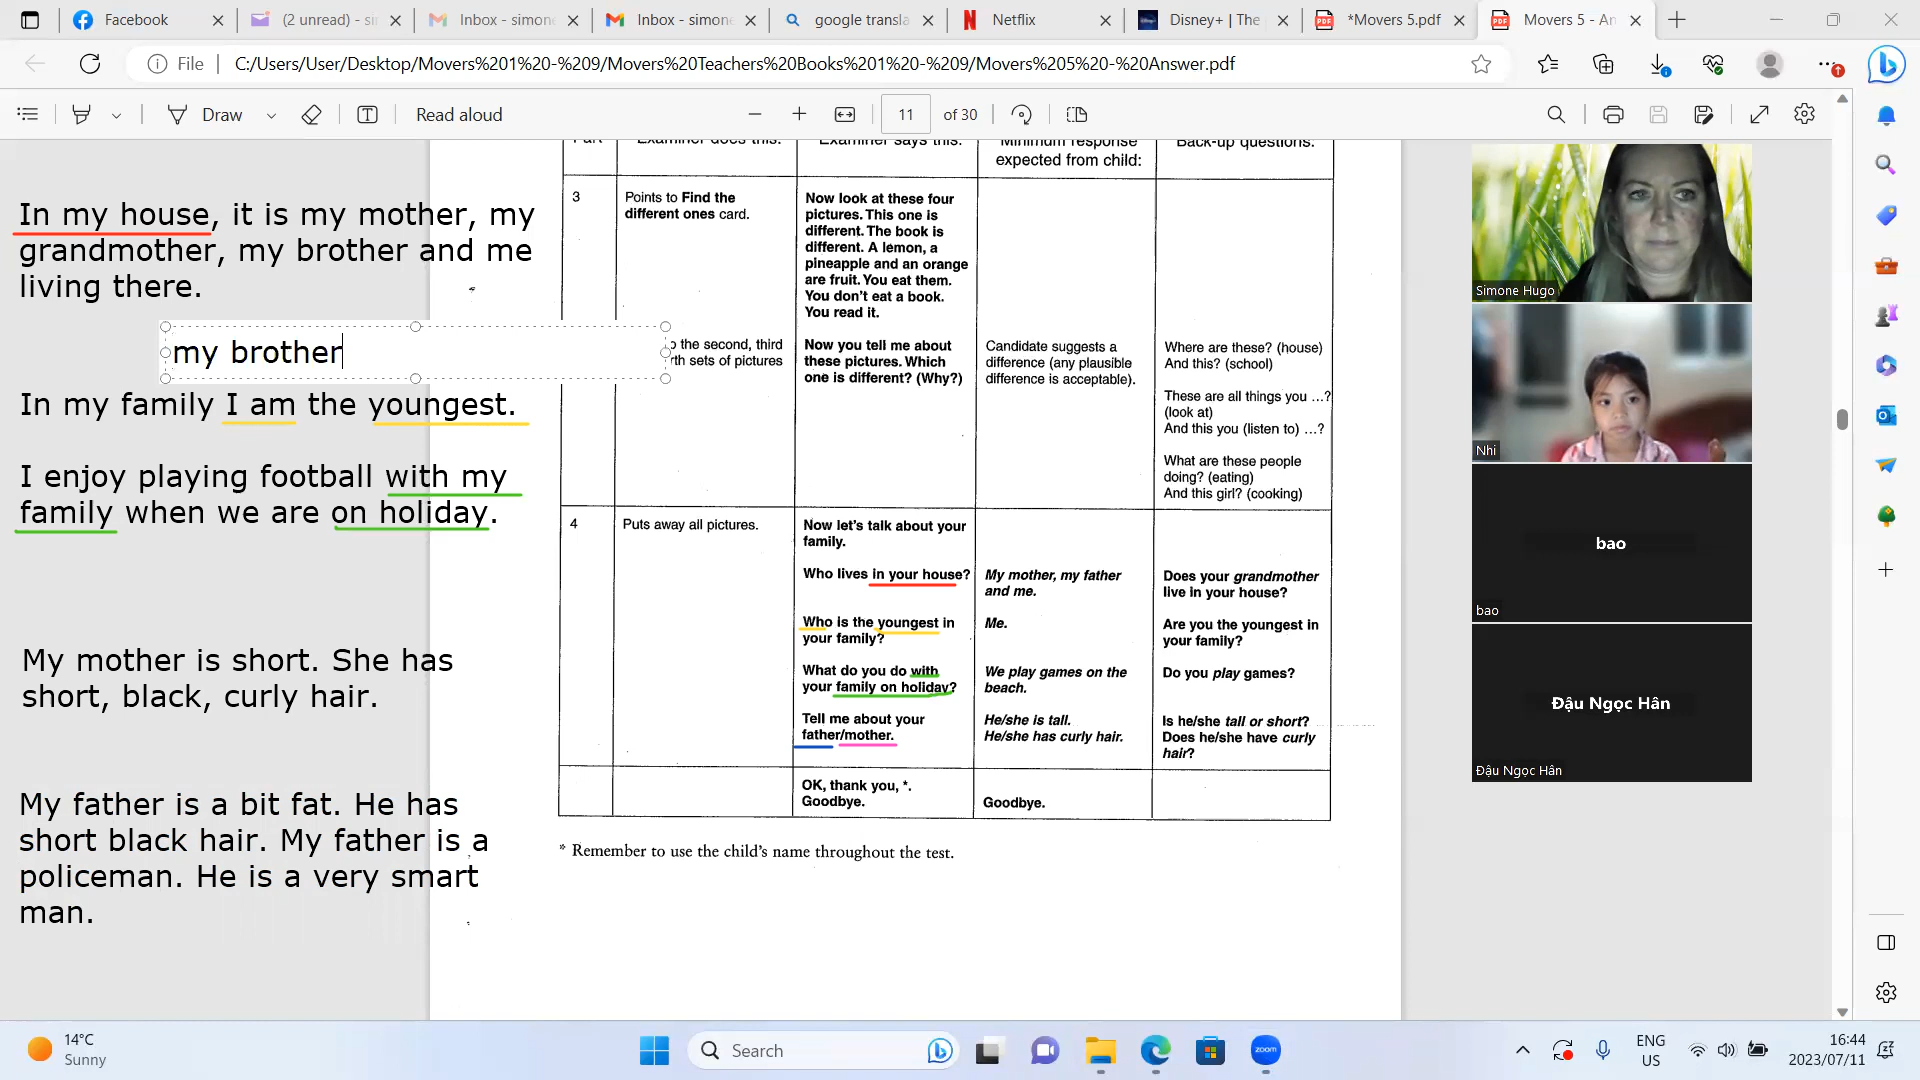 Facebook
(2 unread) - si
Inbox - simone
Inbox - simone
google transla
Netflix
Disney+ | The
*Movers 5.pdf
Movers 5 - An
File
C:/Users/User/Desktop/Movers%201%20-%209/Movers%20Teachers%20Books%201%20-%209/Movers%205%20-%20Answer.pdf
Draw
Read aloud
11 of 30
In my house, it is my mother, my
grandmother, my brother and me
living there.
my brother
In my family I am the youngest.
I enjoy playing football with my
family when we are on holiday.
My mother is short. She has
short, black, curly hair.
My father is a bit fat. He has
short black hair. My father is a
policeman. He is a very smart
man.
Part
Examiner does this:
Examiner says this:
Minimum response
expected from child:
Back-up questions:
3
Points to Find the
different ones card.
Now look at these four
pictures. This one is
different. The book is
different. A lemon, a
pineapple and an orange
are fruit. You eat them.
You don't eat a book.
You read it.
the second, third
sets of pictures
Now you tell me about
these pictures. Which
one is different? (Why?)
Candidate suggests a
difference (any plausible
difference is acceptable).
Where are these? (house)
And this? (school)
These are all things you …?
(look at)
And this you (listen to) …?
What are these people
doing? (eating)
And this girl? (cooking)
4
Puts away all pictures.
Now let's talk about your
family.
Who lives in your house?
My mother, my father
and me.
Does your grandmother
live in your house?
Who is the youngest in
your family?
Me.
Are you the youngest in
your family?
What do you do with
your family on holiday?
We play games on the
beach.
Do you play games?
Tell me about your
father/mother.
He/she is tall.
He/she has curly hair.
Is he/she tall or short?
Does he/she have curly
hair?
OK, thank you, *.
Goodbye.
Goodbye.
* Remember to use the child's name throughout the test.
Simone Hugo
Nhi
bao
bao
Đậu Ngọc Hân
Đậu Ngọc Hân
14°C
Sunny
Search
zoom
ENG
US
16:44
2023/07/11